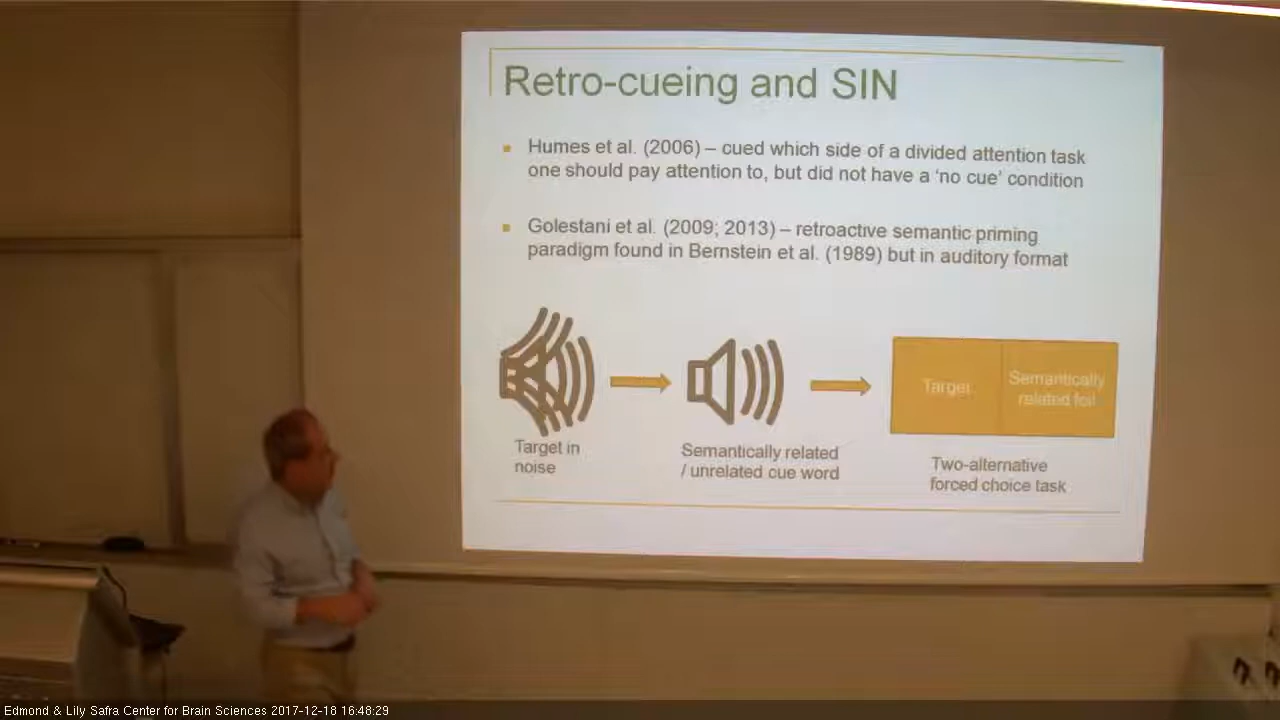 Retro-cueing and SIN
Humes et al. (2006) – cued which side of a divided attention task
one should pay attention to, but did not have a ‘no cue’ condition
Golestani et al. (2009; 2013) – retroactive semantic priming
paradigm found in Bernstein et al. (1989) but in auditory format
Target
Semantically
related foil
Target in
noise
Semantically related
/ unrelated cue word
Two-alternative
forced choice task
Edmond & Lily Safra Center for Brain Sciences 2017-12-18 16:48:29